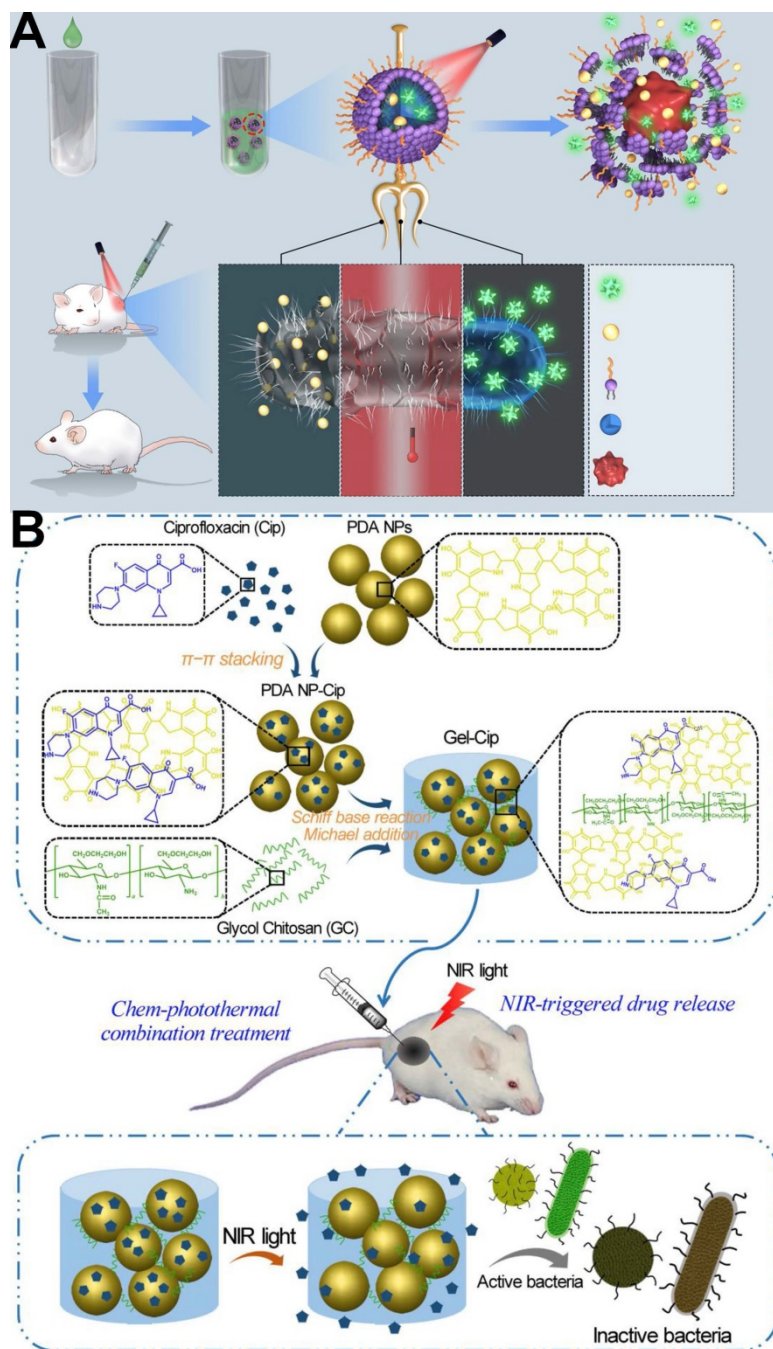 A
B
Ciprofloxacin (Cip)
PDA NPs
π−π stacking
PDA NP-Cip
Gel-Cip
Schiff base reaction
Michael addition
Glycol Chitosan (GC)
NIR light
Chem-photothermal
combination treatment
NIR-triggered drug release
NIR light
Active bacteria
Inactive bacteria